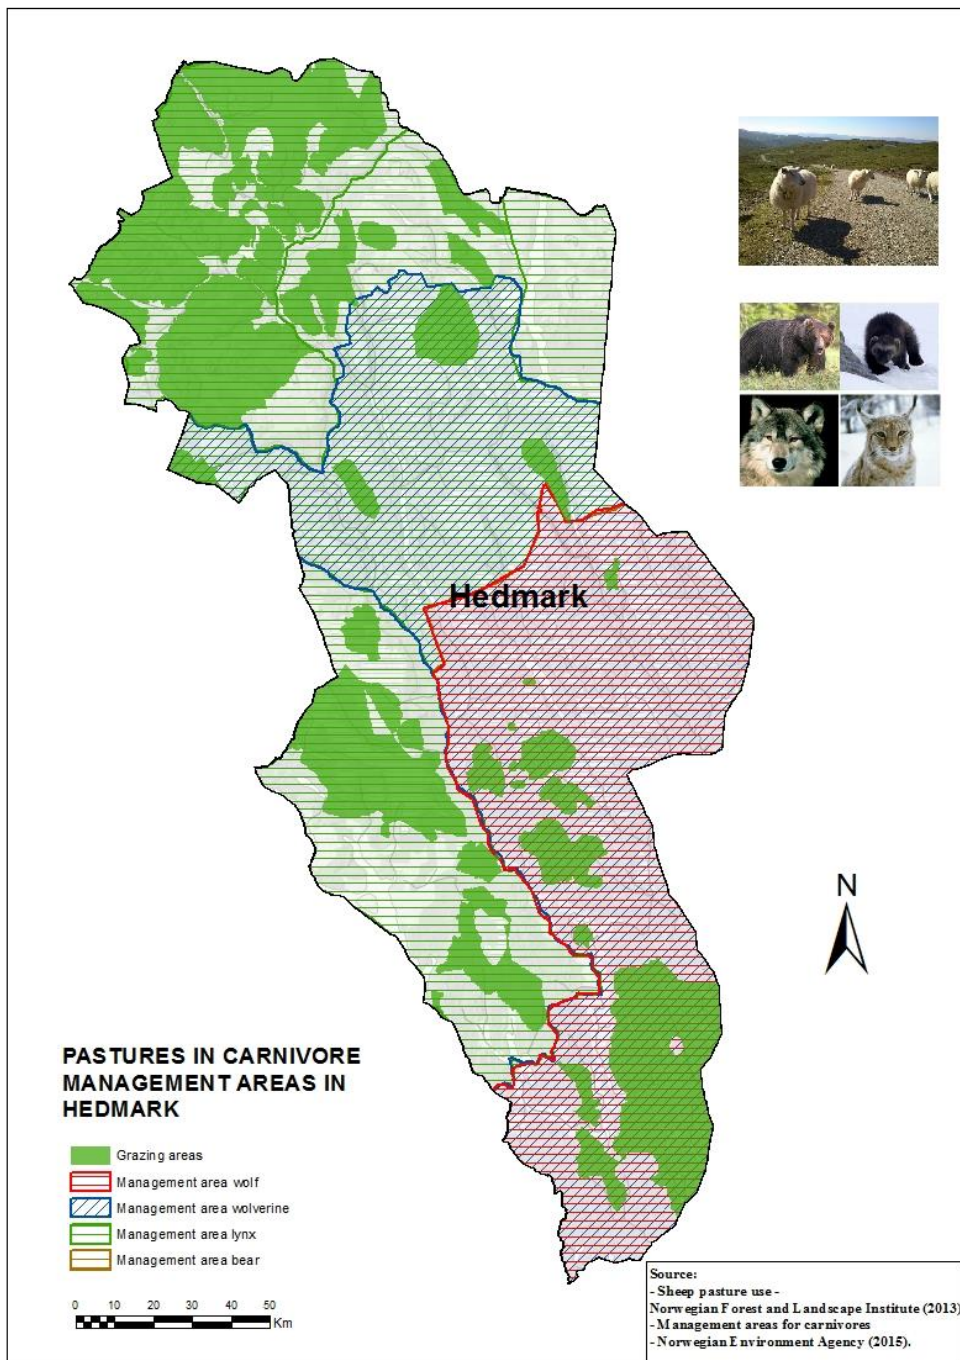 Hedmark
N
PASTURES IN CARNIVORE
MANAGEMENT AREAS IN
HEDMARK
Grazing areas
Management area wolf
Management area wolverine
Management area lynx
Management area bear
0 10 20 30 40 50
Km
Source:
- Sheep pasture use -
Norwegian Forest and Landscape Institute (2013)
- Management areas for carnivores
- Norwegian Environment Agency (2015).